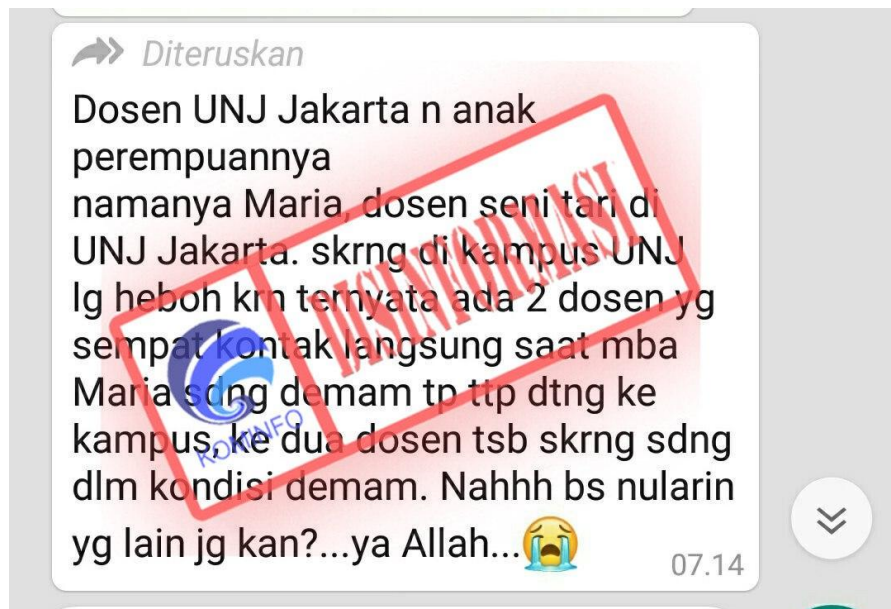 Diteruskan
Dosen UNJ Jakarta n anak
perempuannya
namanya Maria, dosen seni tari di
UNJ Jakarta. skrng di kampus UNJ
lg heboh krn ternyata ada 2 dosen yg
sempat kontak langsung saat mba
Maria sdng demam tp ttp dtng ke
kampus, ke dua dosen tsb skrng sdng
dlm kondisi demam. Nahhh bs nularin
yg lain jg kan?...ya Allah...😭
07.14
DISINFORMASI
KOMINFO